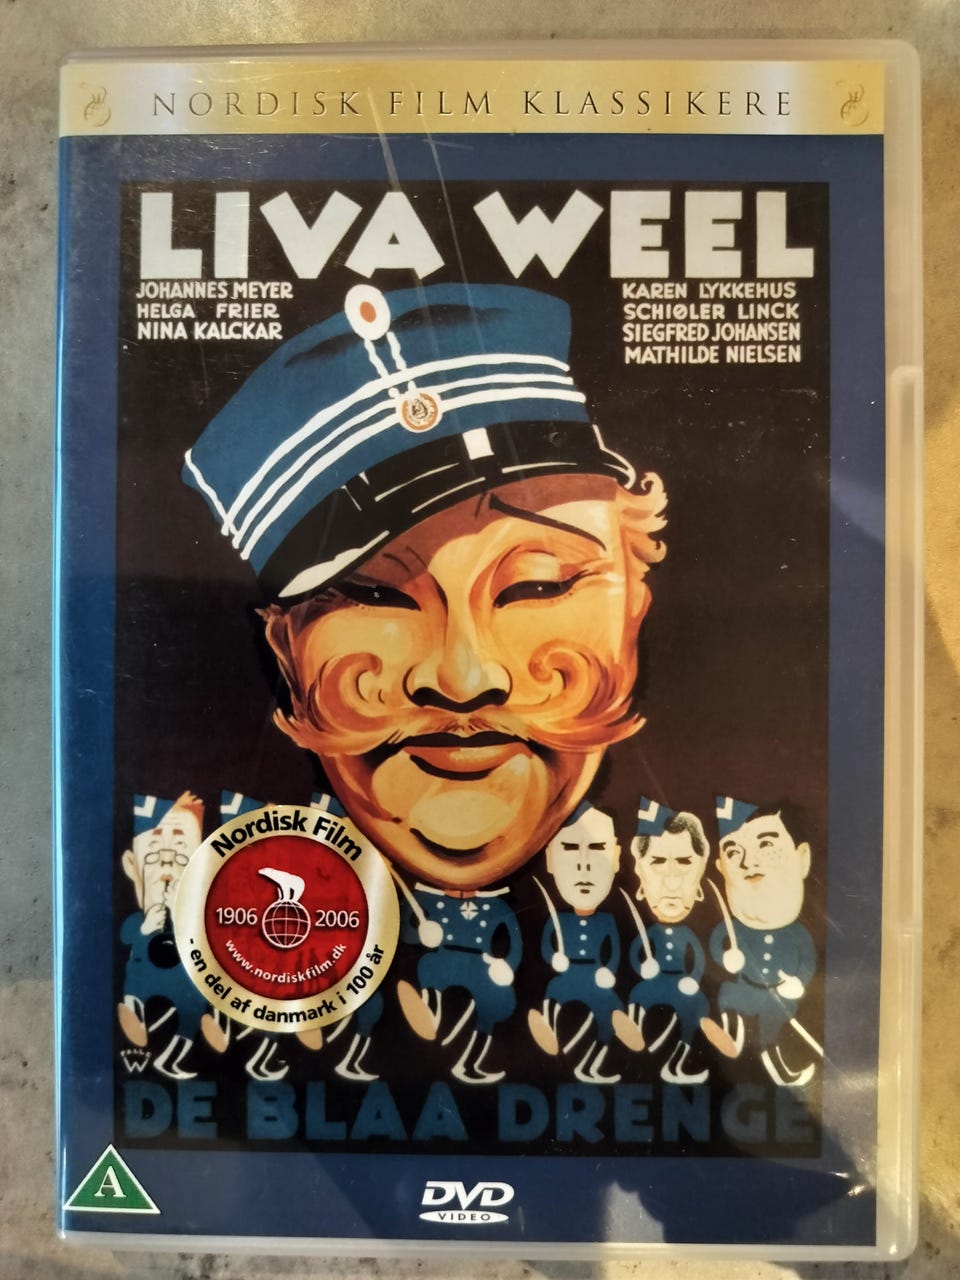 NORDISK FILM KLASSIKERE
LIVA WEEL
JOHANNES MEYER
HELGA FRIER
NINA KALCKAR
KAREN LYKKEHUS
SCHIØLER LINCK
SIEGFRED JOHANSEN
MATHILDE NIELSEN
Nordisk Film
1906 2006
www.nordiskfilm.dk
- en del af danmark i 100 år
PALLE
W
DE BLAA DRENGE
A
DVD
VIDEO